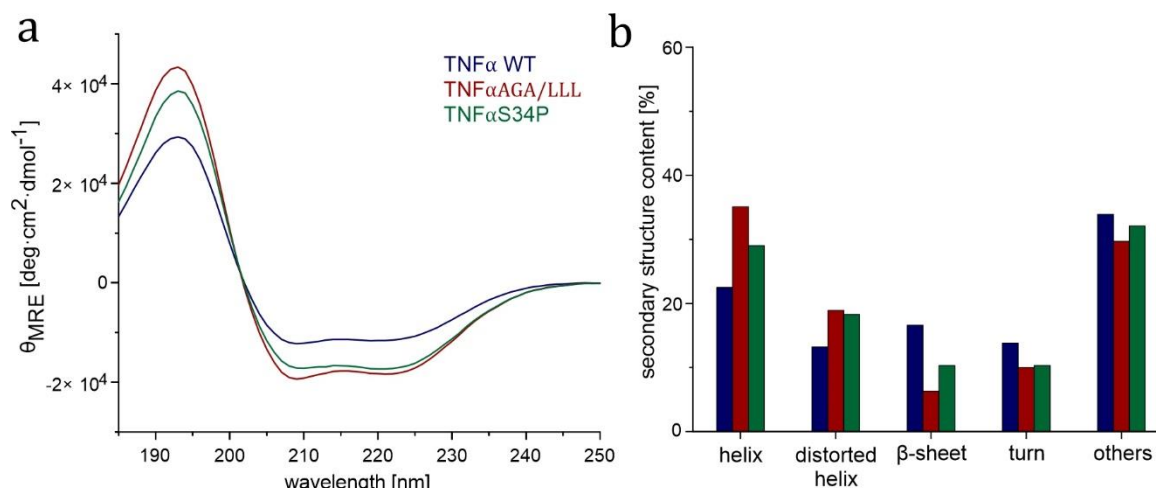 a
θMRE [deg·cm2·dmol-1]
4× 10⁴
2× 10⁴
0
-2× 10⁴
190 200 210 220 230 240 250
wavelength [nm]
TNFα WT
TNFαAGA/LLL
TNFαS34P
b
secondary structure content [%]
60
40
20
0
helix
distorted
helix
β-sheet
turn
others